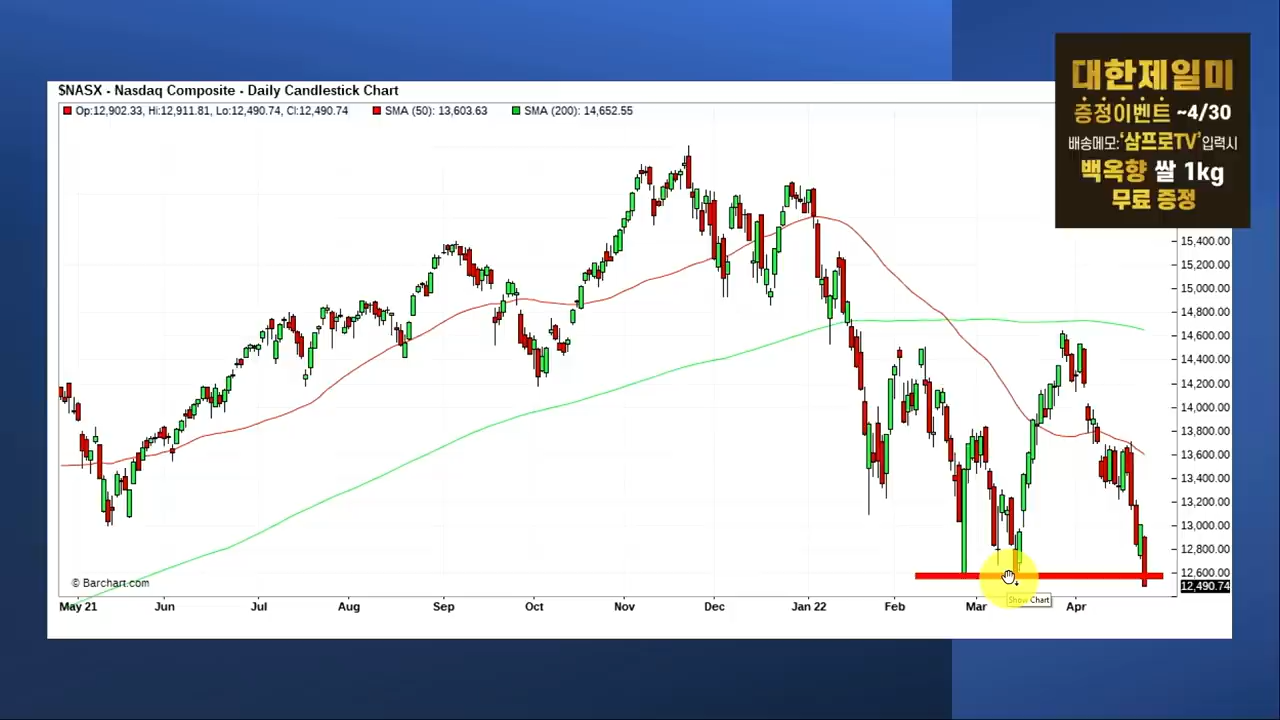 $NASX - Nasdaq Composite - Daily Candlestick Chart
Op:12,902.33, Hi:12,911.81, Lo:12,490.74, Cl:12,490.74 SMA (50): 13,603.63 SMA (200): 14,652.55
대한제일미
증정이벤트 ~4/30
배송메모:'삼프로TV'입력시
백옥향 쌀 1kg
무료 증정
15,400.00
15,200.00
15,000.00
14,800.00
14,600.00
14,400.00
14,200.00
14,000.00
13,800.00
13,600.00
13,400.00
13,200.00
13,000.00
12,800.00
12,600.00
12,490.74
© Barchart.com
May 21 Jun Jul Aug Sep Oct Nov Dec Jan 22 Feb Mar Apr
Show Chart